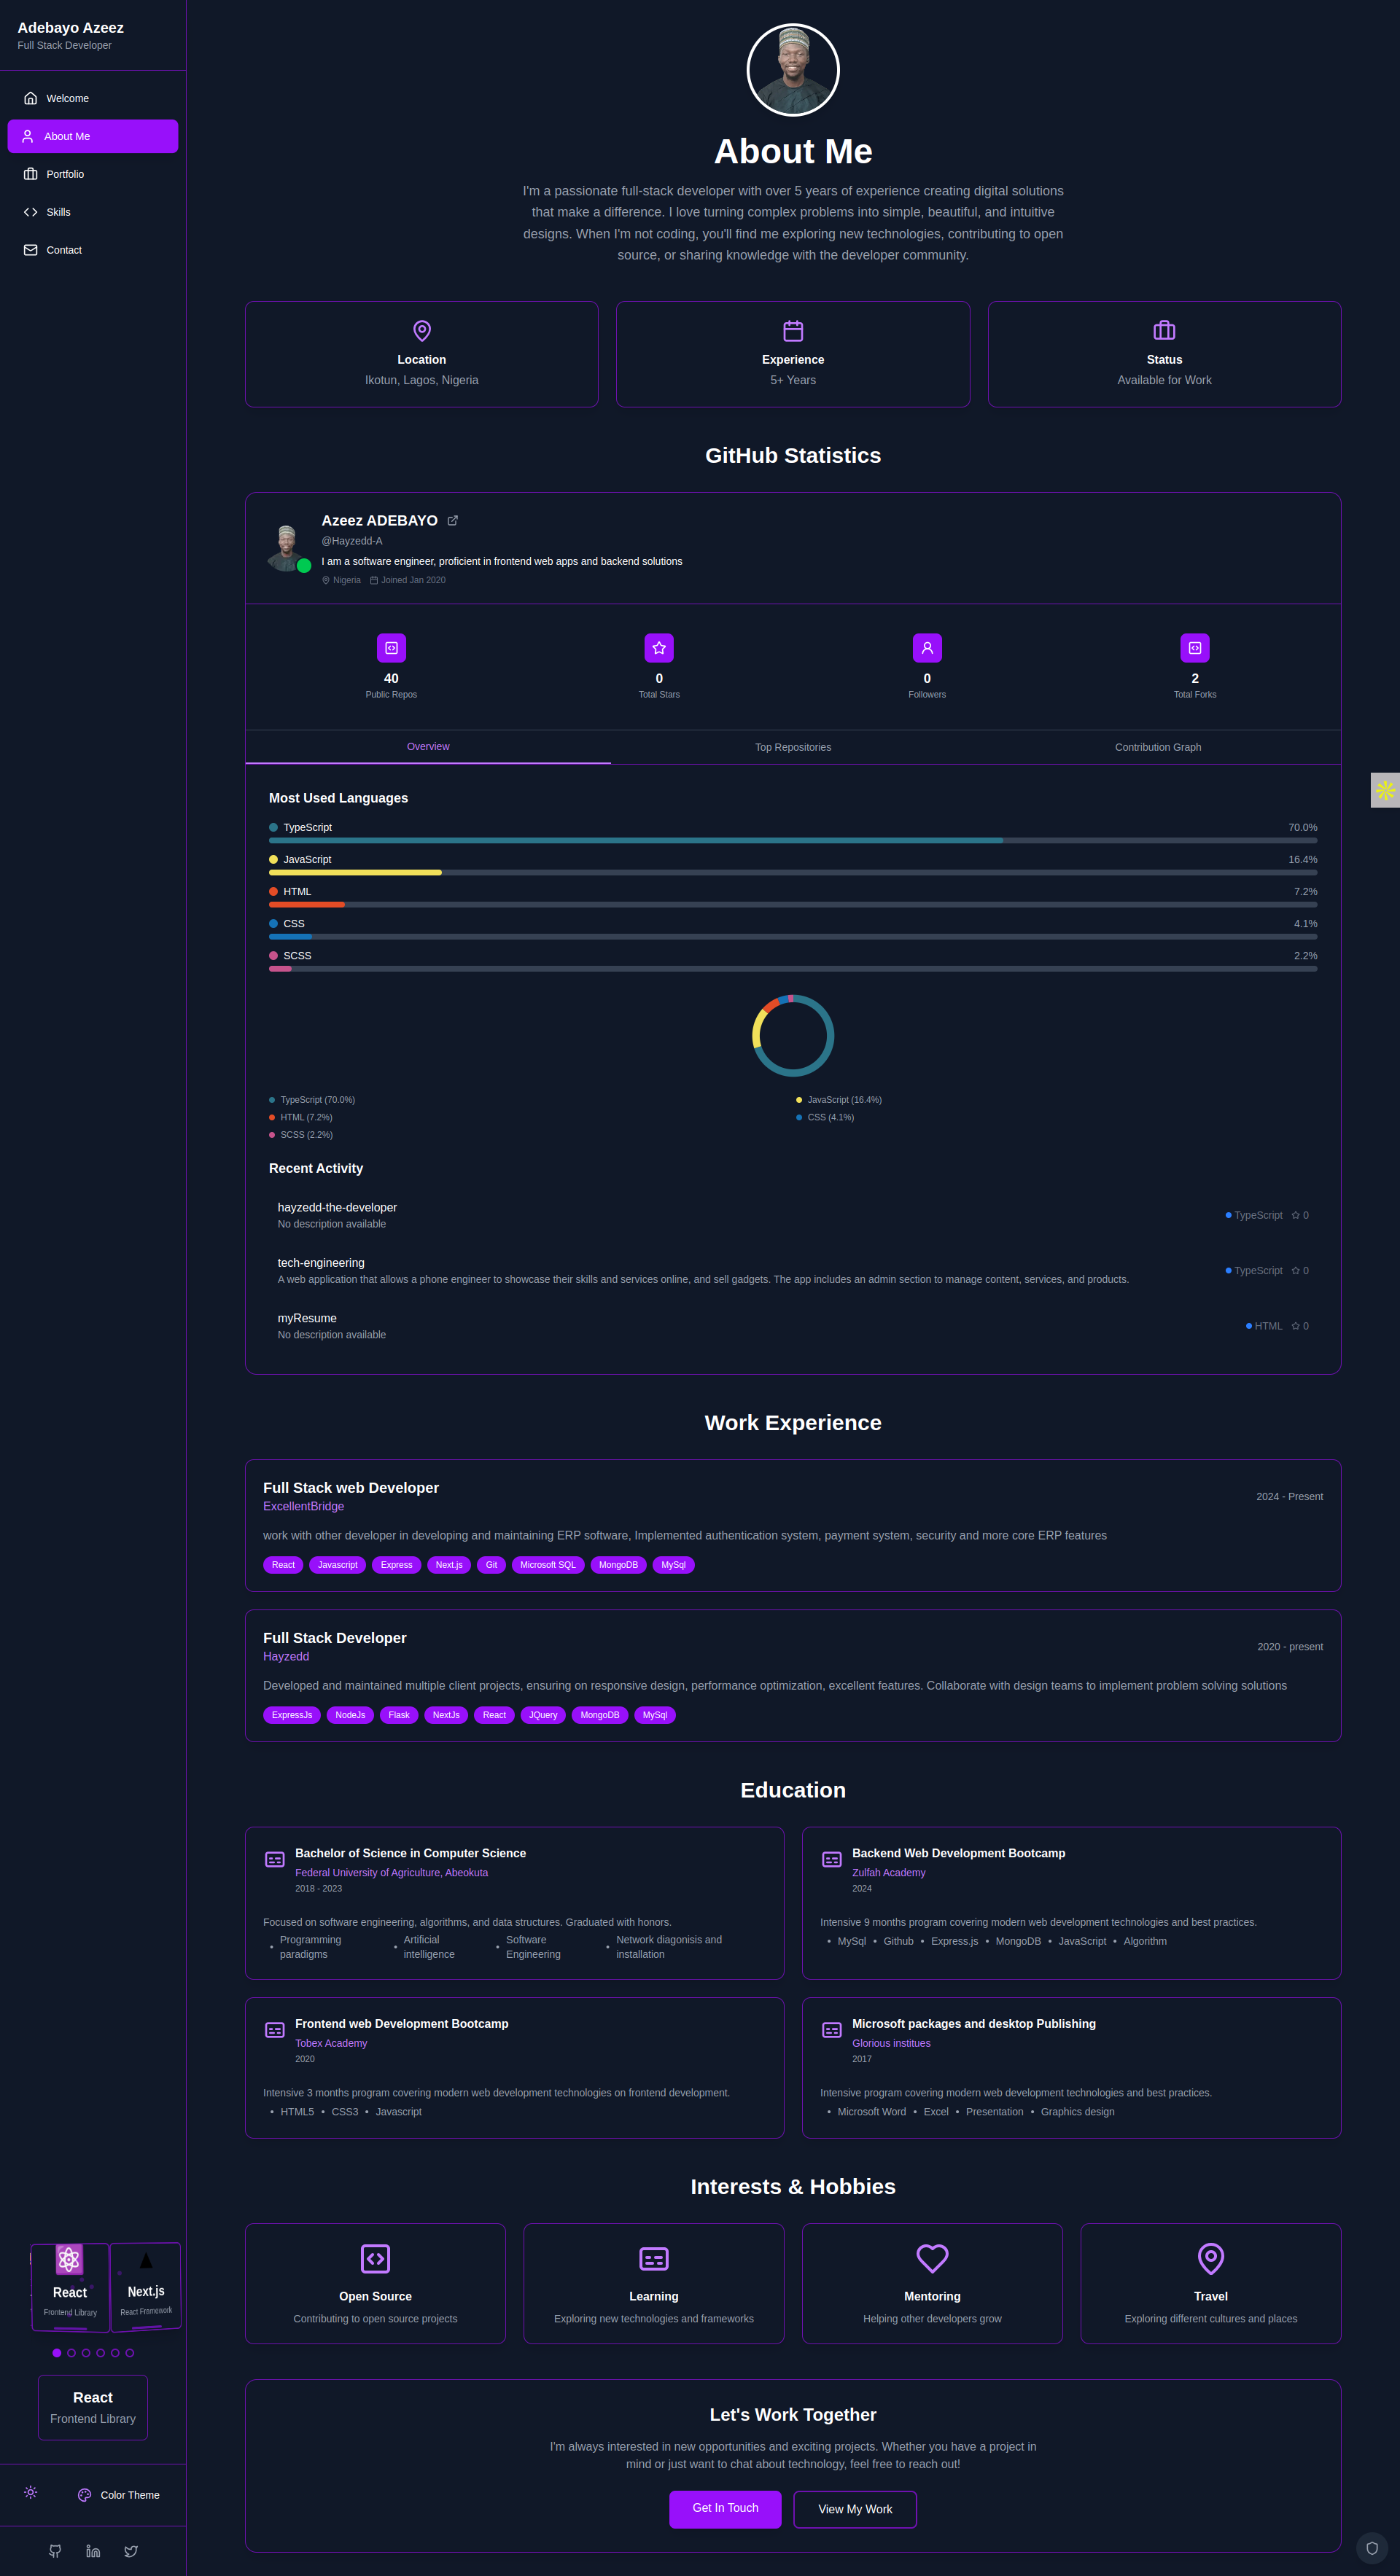 Adebayo Azeez
Full Stack Developer
Welcome
About Me
Portfolio
Skills
Contact
About Me
I'm a passionate full-stack developer with over 5 years of experience creating digital solutions
that make a difference. I love turning complex problems into simple, beautiful, and intuitive
designs. When I'm not coding, you'll find me exploring new technologies, contributing to open
source, or sharing knowledge with the developer community.
Location
Ikotun, Lagos, Nigeria
Experience
5+ Years
Status
Available for Work
GitHub Statistics
Azeez ADEBAYO
@Hayzedd-A
I am a software engineer, proficient in frontend web apps and backend solutions
Nigeria Joined Jan 2020
40
Public Repos
0
Total Stars
0
Followers
2
Total Forks
Overview
Top Repositories
Contribution Graph
Most Used Languages
TypeScript 70.0%
JavaScript 16.4%
HTML 7.2%
CSS 4.1%
SCSS 2.2%
TypeScript (70.0%) JavaScript (16.4%)
HTML (7.2%) CSS (4.1%)
SCSS (2.2%)
Recent Activity
hayzedd-the-developer
No description available
TypeScript 0
tech-engineering
A web application that allows a phone engineer to showcase their skills and services online, and sell gadgets. The app includes an admin section to manage content, services, and products.
TypeScript 0
myResume
No description available
HTML 0
Work Experience
Full Stack web Developer
ExcellentBridge
2024 - Present
work with other developer in developing and maintaining ERP software, Implemented authentication system, payment system, security and more core ERP features
React Javascript Express Next.js Git Microsoft SQL MongoDB MySql
Full Stack Developer
Hayzedd
2020 - present
Developed and maintained multiple client projects, ensuring on responsive design, performance optimization, excellent features. Collaborate with design teams to implement problem solving solutions
ExpressJs NodeJs Flask NextJs React JQuery MongoDB MySql
Education
Bachelor of Science in Computer Science
Federal University of Agriculture, Abeokuta
2018 - 2023
Focused on software engineering, algorithms, and data structures. Graduated with honors.
• Programming paradigms • Artificial intelligence • Software Engineering • Network diagonisis and installation
Backend Web Development Bootcamp
Zulfah Academy
2024
Intensive 9 months program covering modern web development technologies and best practices.
• MySql • Github • Express.js • MongoDB • JavaScript • Algorithm
Frontend web Development Bootcamp
Tobex Academy
2020
Intensive 3 months program covering modern web development technologies on frontend development.
• HTML5 • CSS3 • Javascript
Microsoft packages and desktop Publishing
Glorious institues
2017
Intensive program covering modern web development technologies and best practices.
• Microsoft Word • Excel • Presentation • Graphics design
Interests & Hobbies
Open Source
Contributing to open source projects
Learning
Exploring new technologies and frameworks
Mentoring
Helping other developers grow
Travel
Exploring different cultures and places
Let's Work Together
I'm always interested in new opportunities and exciting projects. Whether you have a project in
mind or just want to chat about technology, feel free to reach out!
Get In Touch
View My Work
React
Frontend Library
Next.js
React Framework
React
Frontend Library
Color Theme